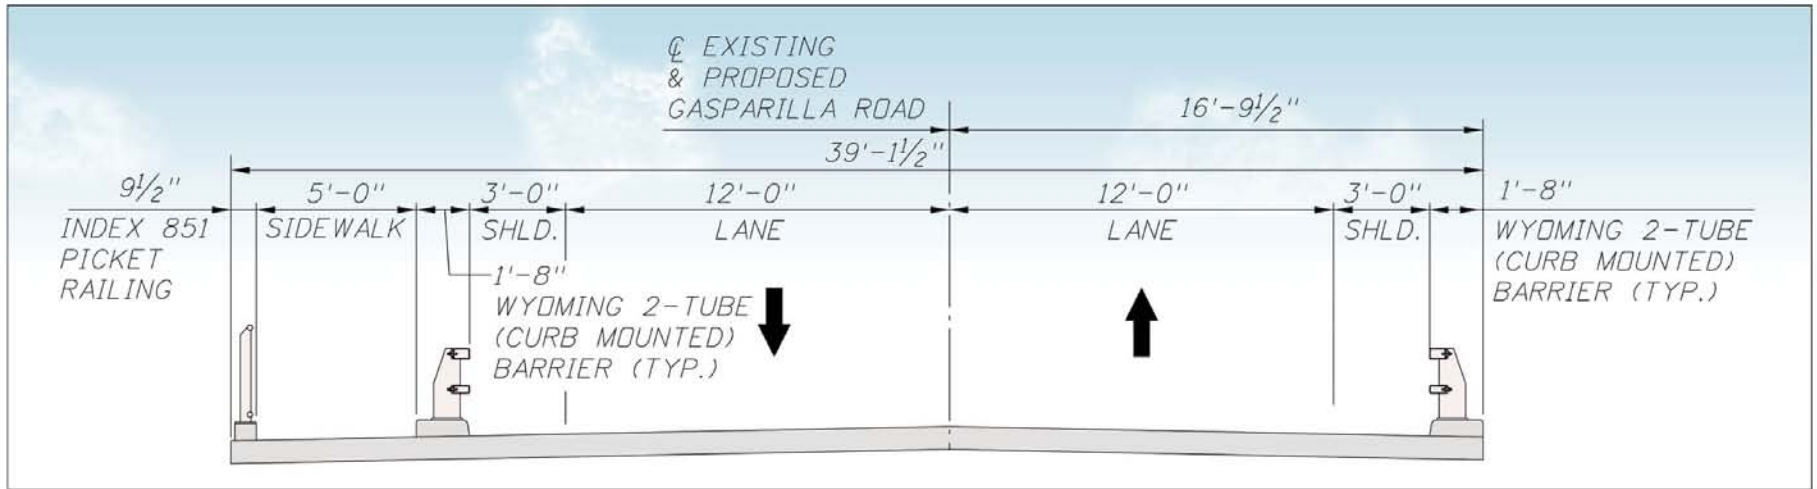 ℄ EXISTING
& PROPOSED
GASPARILLA ROAD
16'-9½"
39'-1½"
9½"
5'-0"
3'-0"
12'-0"
12'-0"
3'-0"
1'-8"
INDEX 851
PICKET
RAILING
SIDEWALK
SHLD.
LANE
LANE
SHLD.
WYOMING 2-TUBE
(CURB MOUNTED)
BARRIER (TYP.)
1'-8"
WYOMING 2-TUBE
(CURB MOUNTED)
BARRIER (TYP.)